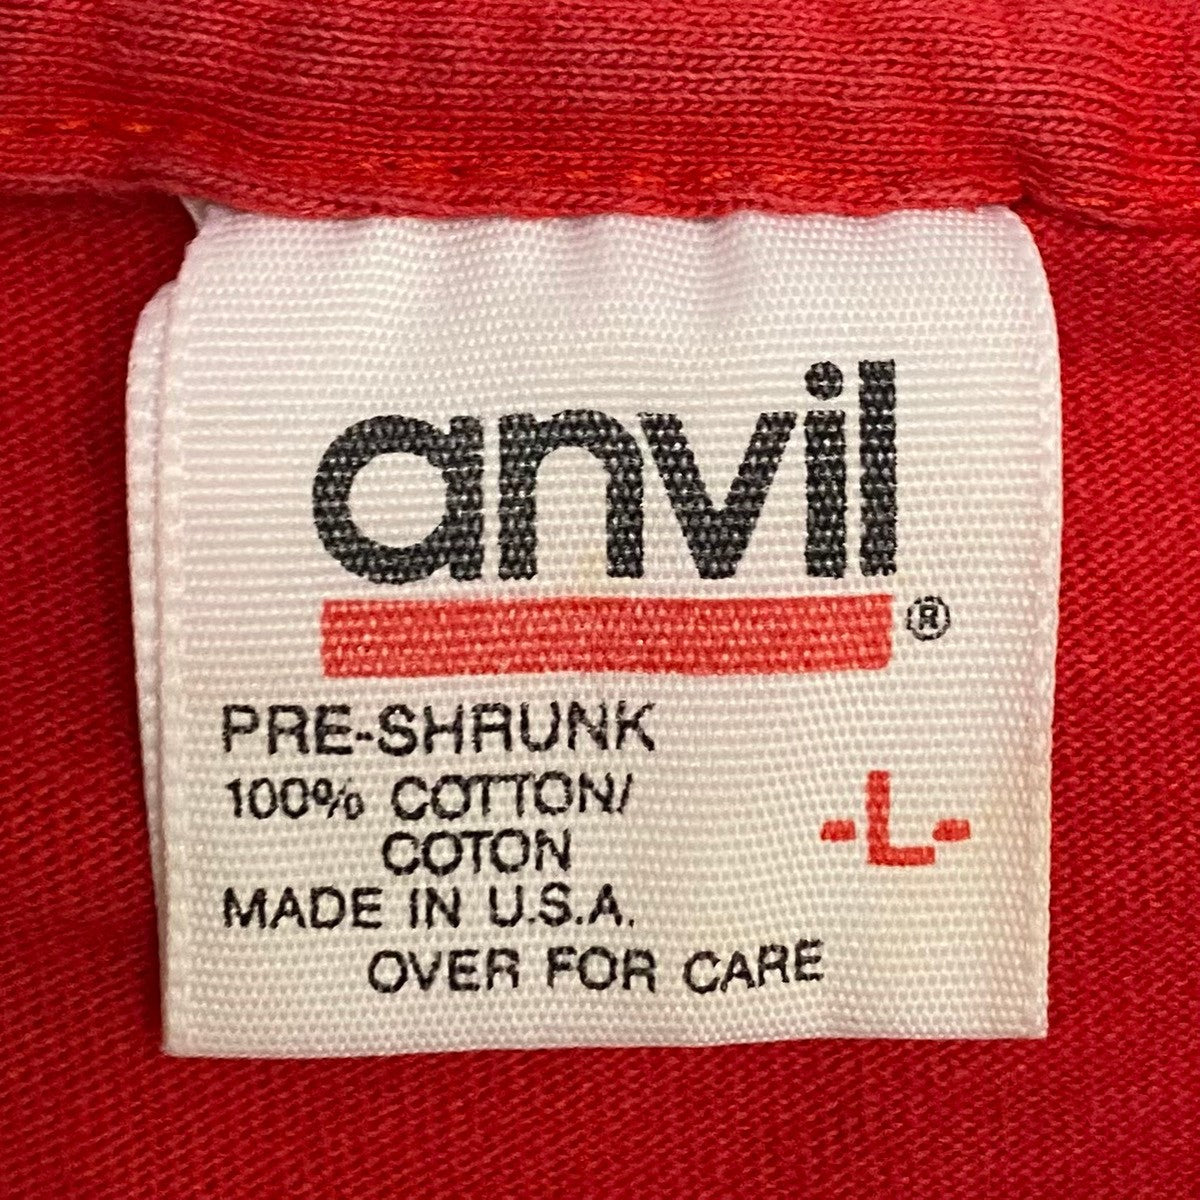 anvil
®
PRE-SHRUNK
100% COTTON/
COTON
-L-
MADE IN U.S.A.
OVER FOR CARE